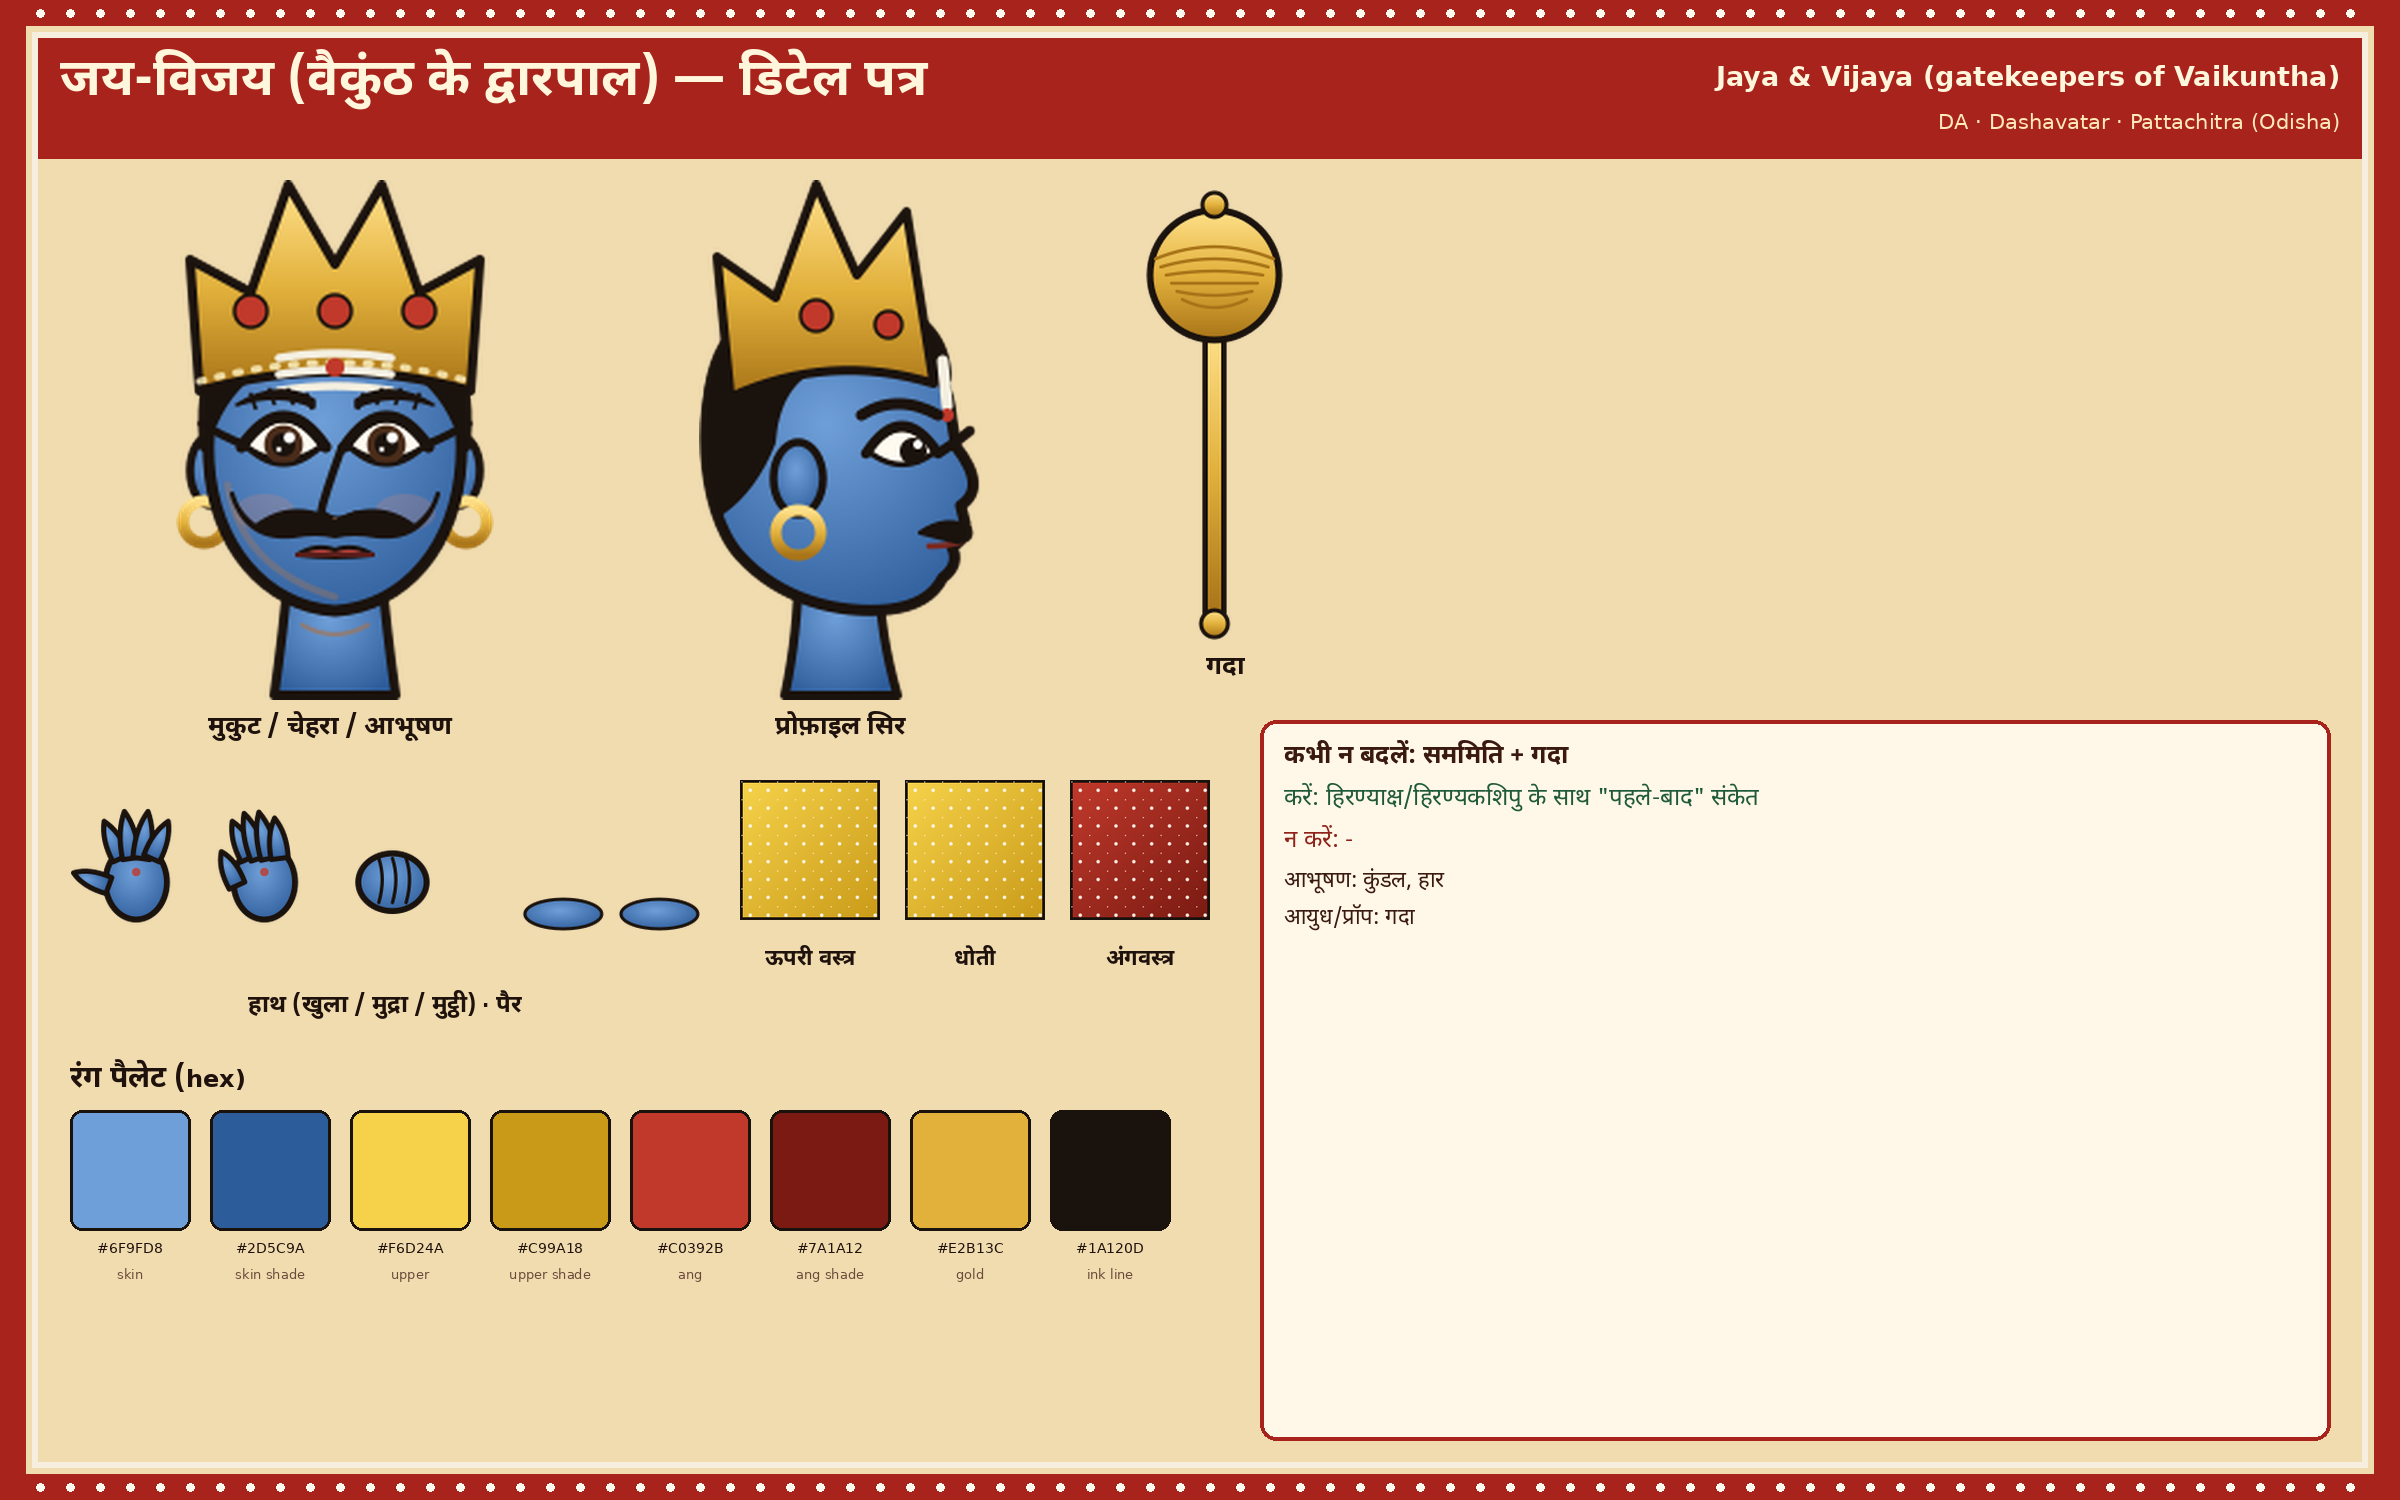 जय-विजय (वैकुंठ के द्वारपाल) — डिटेल पत्र
Jaya & Vijaya (gatekeepers of Vaikuntha)
DA · Dashavatar · Pattachitra (Odisha)
गदा
मुकुट / चेहरा / आभूषण
प्रोफ़ाइल सिर
कभी न बदलें: सममिति + गदा
करें: हिरण्याक्ष/हिरण्यकशिपु के साथ "पहले-बाद" संकेत
न करें: -
आभूषण: कुंडल, हार
आयुध/प्रॉप: गदा
ऊपरी वस्त्र
धोती
अंगवस्त्र
हाथ (खुला / मुद्रा / मुट्ठी) · पैर
रंग पैलेट (hex)
#6F9FD8 #2D5C9A #F6D24A #C99A18 #C0392B #7A1A12 #E2B13C #1A120D
skin skin shade upper upper shade ang ang shade gold ink line